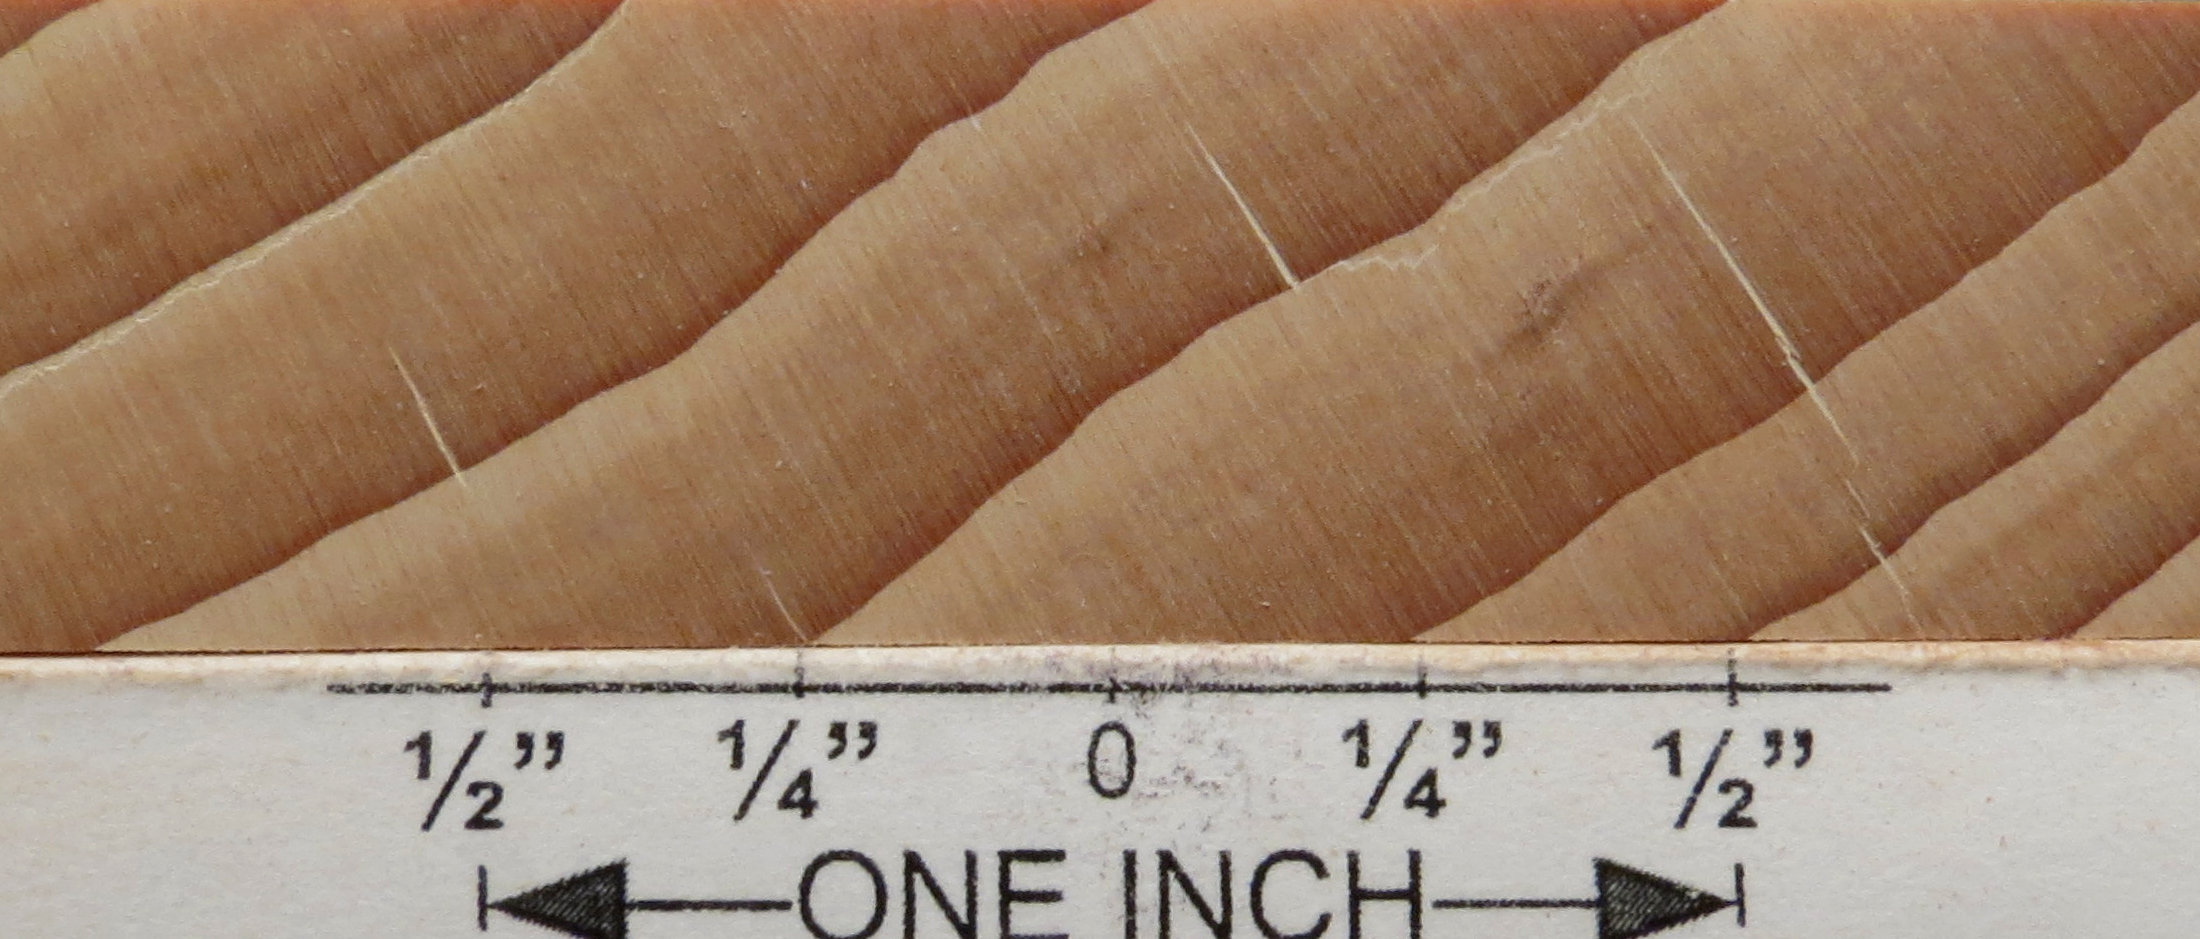 1/2” 1/4” 0 1/4” 1/2”
ONE INCH